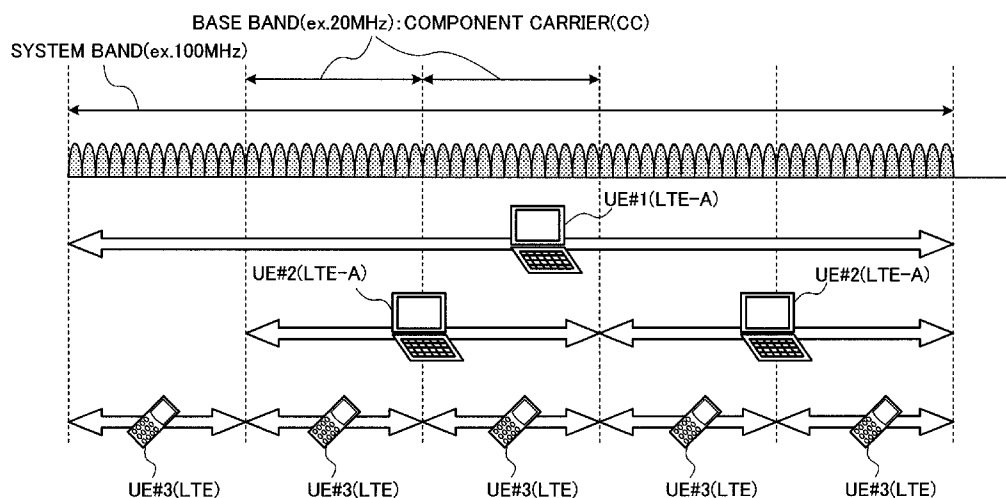 BASE BAND(ex.20MHz):COMPONENT CARRIER(CC)
SYSTEM BAND(ex.100MHz)
UE#1(LTE-A)
UE#2(LTE-A)
UE#2(LTE-A)
UE#3(LTE)
UE#3(LTE)
UE#3(LTE)
UE#3(LTE)
UE#3(LTE)